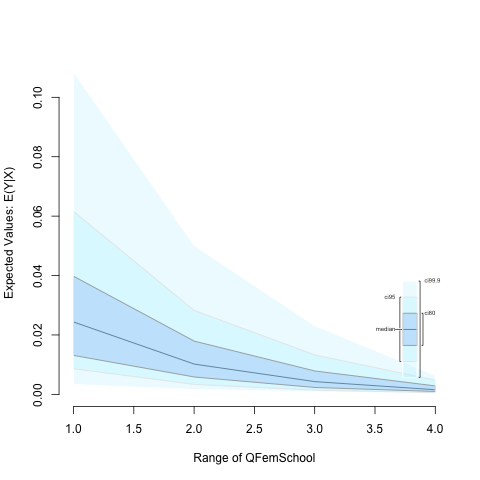 Expected Values: E(Y|X)
0.10
0.08
0.06
0.04
0.02
0.00
ci99.9
ci95
ci80
median
1.0 1.5 2.0 2.5 3.0 3.5 4.0
Range of QFemSchool